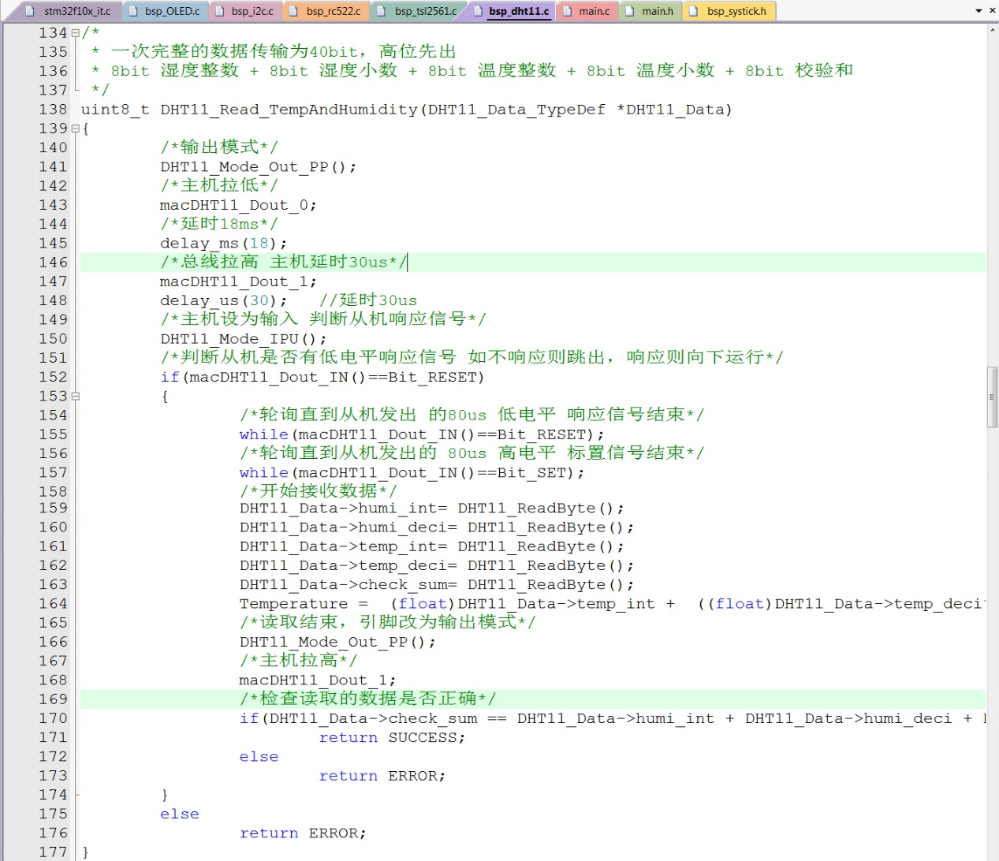 stm32f10x_it.c bsp_OLED.c bsp_i2c.c bsp_rc522.c bsp_tsl2561.c bsp_dht11.c main.c main.h bsp_systick.h
134 /*
135 * 一次完整的数据传输为40bit，高位先出
136 * 8bit 湿度整数 + 8bit 湿度小数 + 8bit 温度整数 + 8bit 温度小数 + 8bit 校验和
137 */
138 uint8_t DHT11_Read_TempAndHumidity(DHT11_Data_TypeDef *DHT11_Data)
139 {
140 /*输出模式*/
141 DHT11_Mode_Out_PP();
142 /*主机拉低*/
143 macDHT11_Dout_0;
144 /*延时18ms*/
145 delay_ms(18);
146 /*总线拉高 主机延时30us*/
147 macDHT11_Dout_1;
148 delay_us(30); //延时30us
149 /*主机设为输入 判断从机响应信号*/
150 DHT11_Mode_IPU();
151 /*判断从机是否有低电平响应信号 如不响应则跳出，响应则向下运行*/
152 if(macDHT11_Dout_IN()==Bit_RESET)
153 {
154 /*轮询直到从机发出 的80us 低电平 响应信号结束*/
155 while(macDHT11_Dout_IN()==Bit_RESET);
156 /*轮询直到从机发出的 80us 高电平 标置信号结束*/
157 while(macDHT11_Dout_IN()==Bit_SET);
158 /*开始接收数据*/
159 DHT11_Data->humi_int= DHT11_ReadByte();
160 DHT11_Data->humi_deci= DHT11_ReadByte();
161 DHT11_Data->temp_int= DHT11_ReadByte();
162 DHT11_Data->temp_deci= DHT11_ReadByte();
163 DHT11_Data->check_sum= DHT11_ReadByte();
164 Temperature = (float)DHT11_Data->temp_int + ((float)DHT11_Data->temp_deci
165 /*读取结束，引脚改为输出模式*/
166 DHT11_Mode_Out_PP();
167 /*主机拉高*/
168 macDHT11_Dout_1;
169 /*检查读取的数据是否正确*/
170 if(DHT11_Data->check_sum == DHT11_Data->humi_int + DHT11_Data->humi_deci +
171 return SUCCESS;
172 else
173 return ERROR;
174 }
175 else
176 return ERROR;
177 }